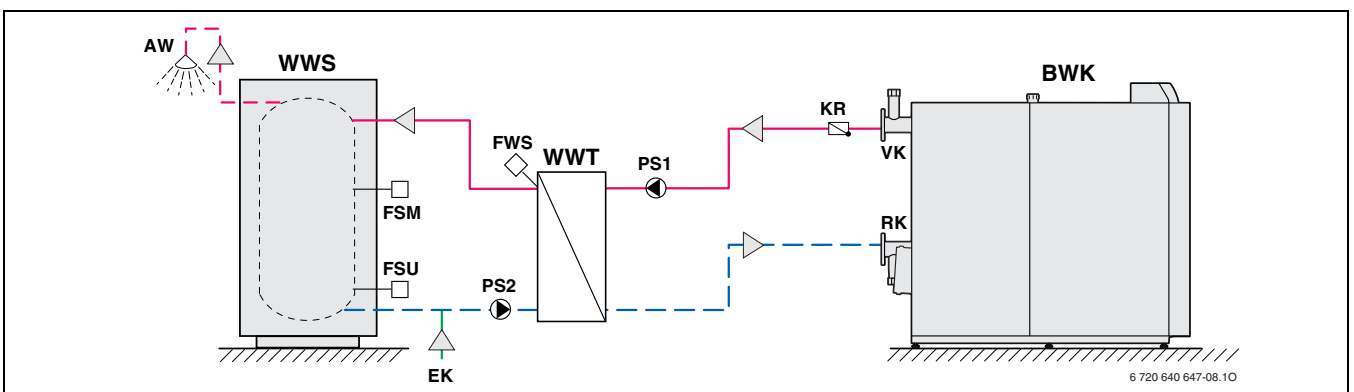 AW
WWS
BWK
KR
FWS
WWT
PS1
VK
FSM
RK
FSU
PS2
EK
6 720 640 647-08.1O